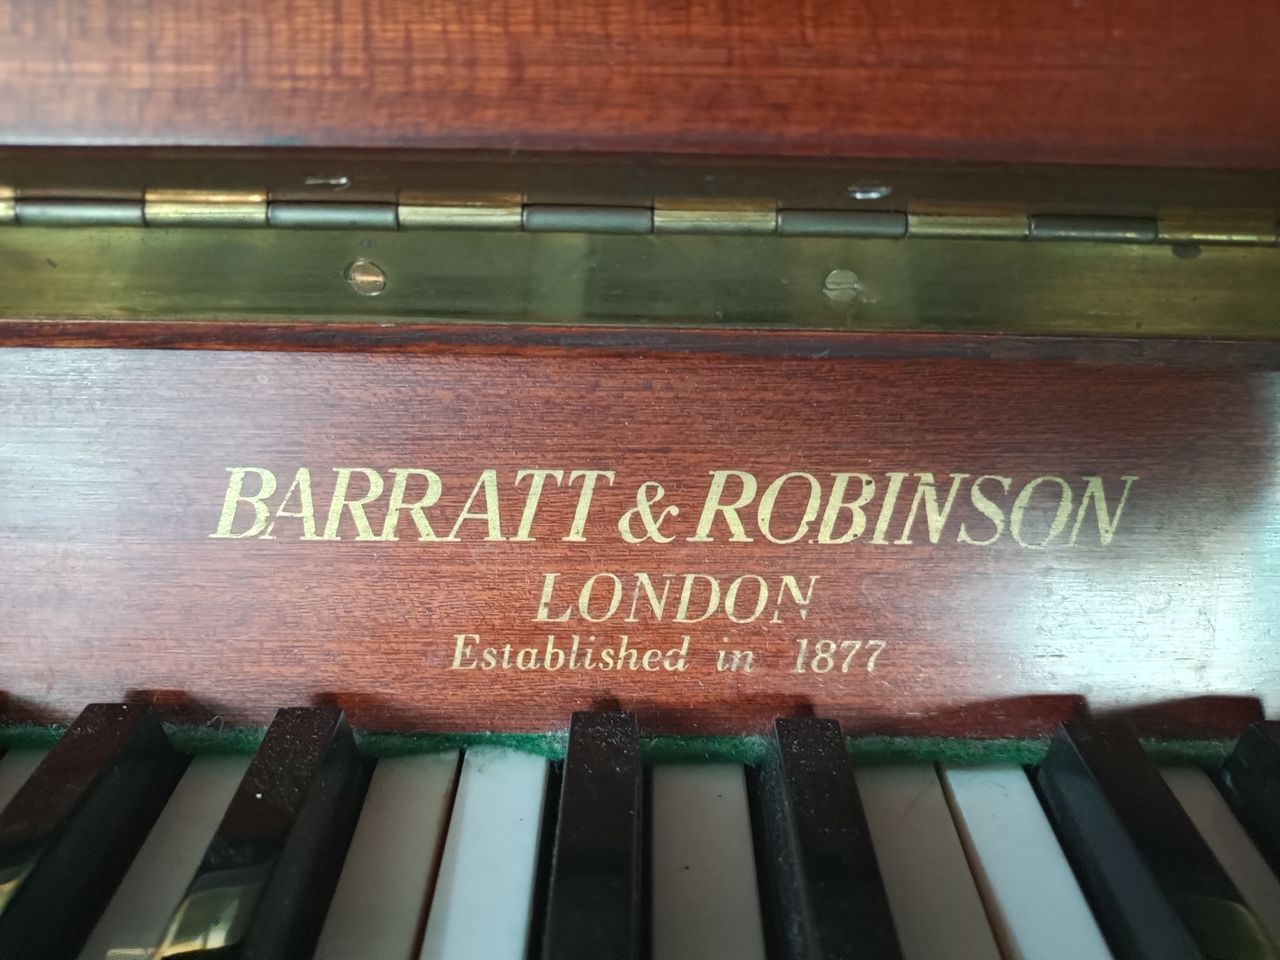 BARRATT & ROBINSON
LONDON
Established in 1877